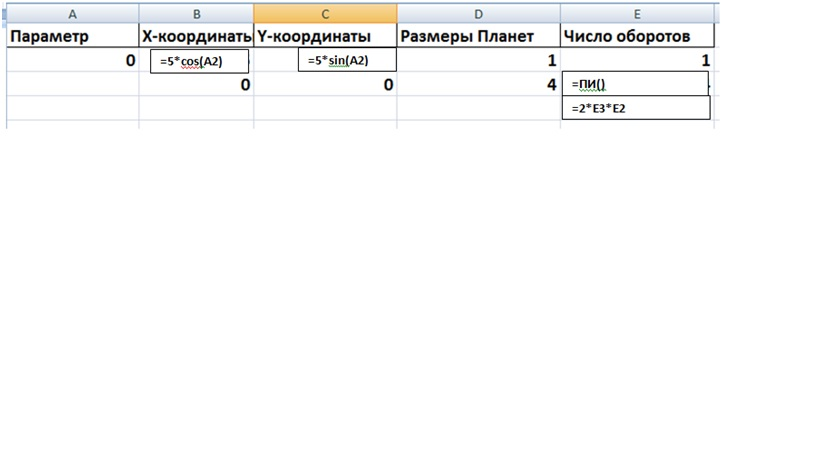 A B C D E
Параметр X-координаты Y-координаты Размеры Планет Число оборотов
0 =5*cos(A2) =5*sin(A2) 1 1
0 0 4 =ПИ()
=2*E3*E2